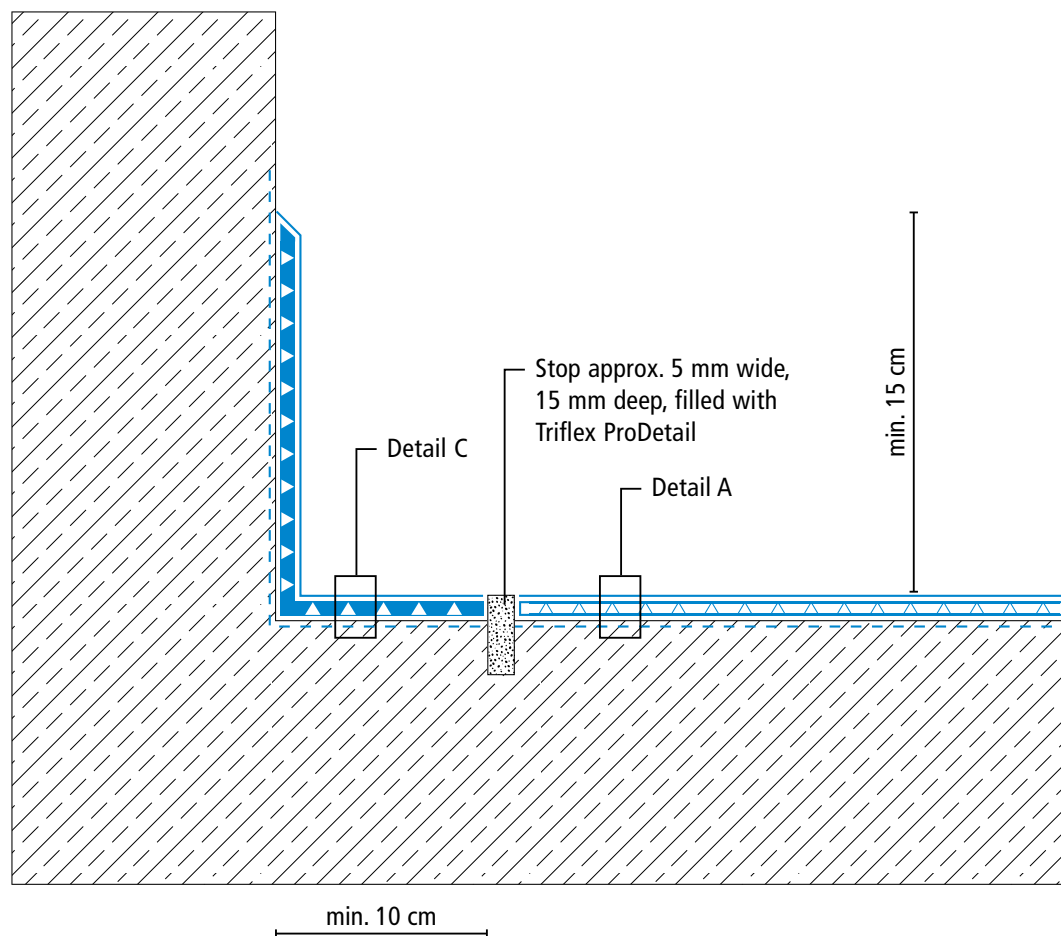 Stop approx. 5 mm wide,
15 mm deep, filled with
Triflex ProDetail
min. 15 cm
Detail C
Detail A
min. 10 cm